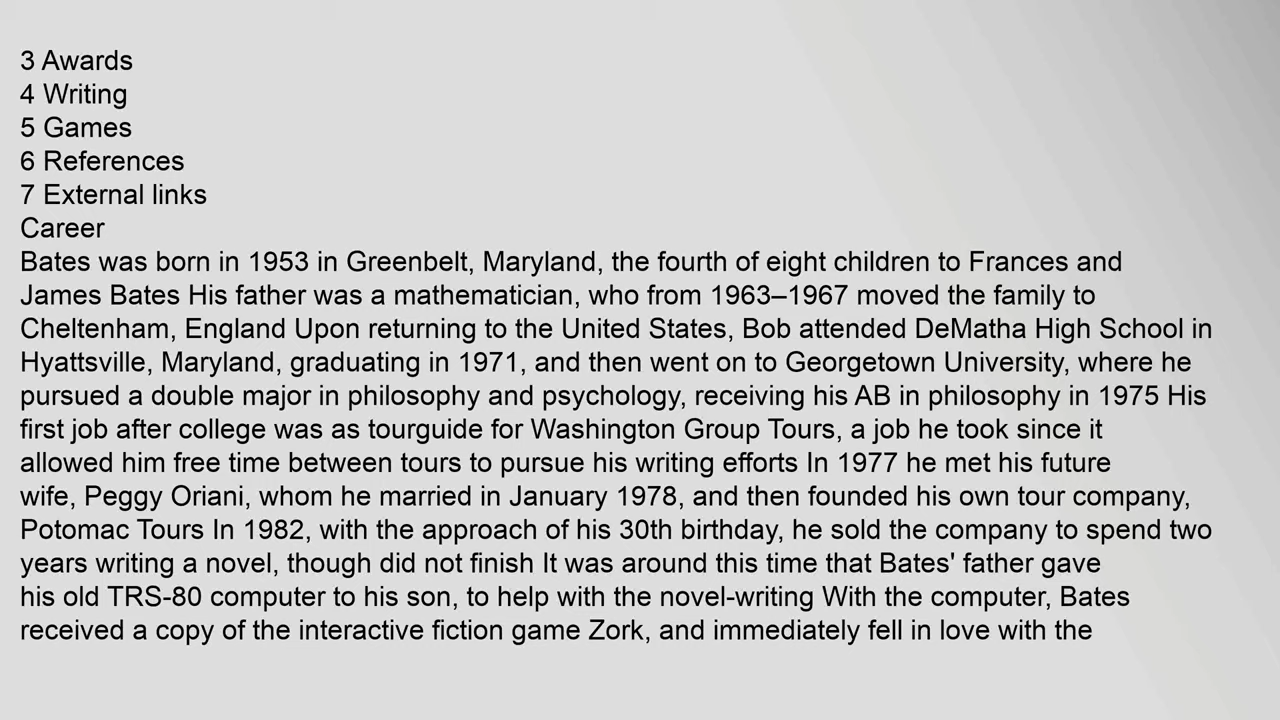 3 Awards
4 Writing
5 Games
6 References
7 External links
Career
Bates was born in 1953 in Greenbelt, Maryland, the fourth of eight children to Frances and
James Bates His father was a mathematician, who from 1963–1967 moved the family to
Cheltenham, England Upon returning to the United States, Bob attended DeMatha High School in
Hyattsville, Maryland, graduating in 1971, and then went on to Georgetown University, where he
pursued a double major in philosophy and psychology, receiving his AB in philosophy in 1975 His
first job after college was as tourguide for Washington Group Tours, a job he took since it
allowed him free time between tours to pursue his writing efforts In 1977 he met his future
wife, Peggy Oriani, whom he married in January 1978, and then founded his own tour company,
Potomac Tours In 1982, with the approach of his 30th birthday, he sold the company to spend two
years writing a novel, though did not finish It was around this time that Bates' father gave
his old TRS-80 computer to his son, to help with the novel-writing With the computer, Bates
received a copy of the interactive fiction game Zork, and immediately fell in love with the